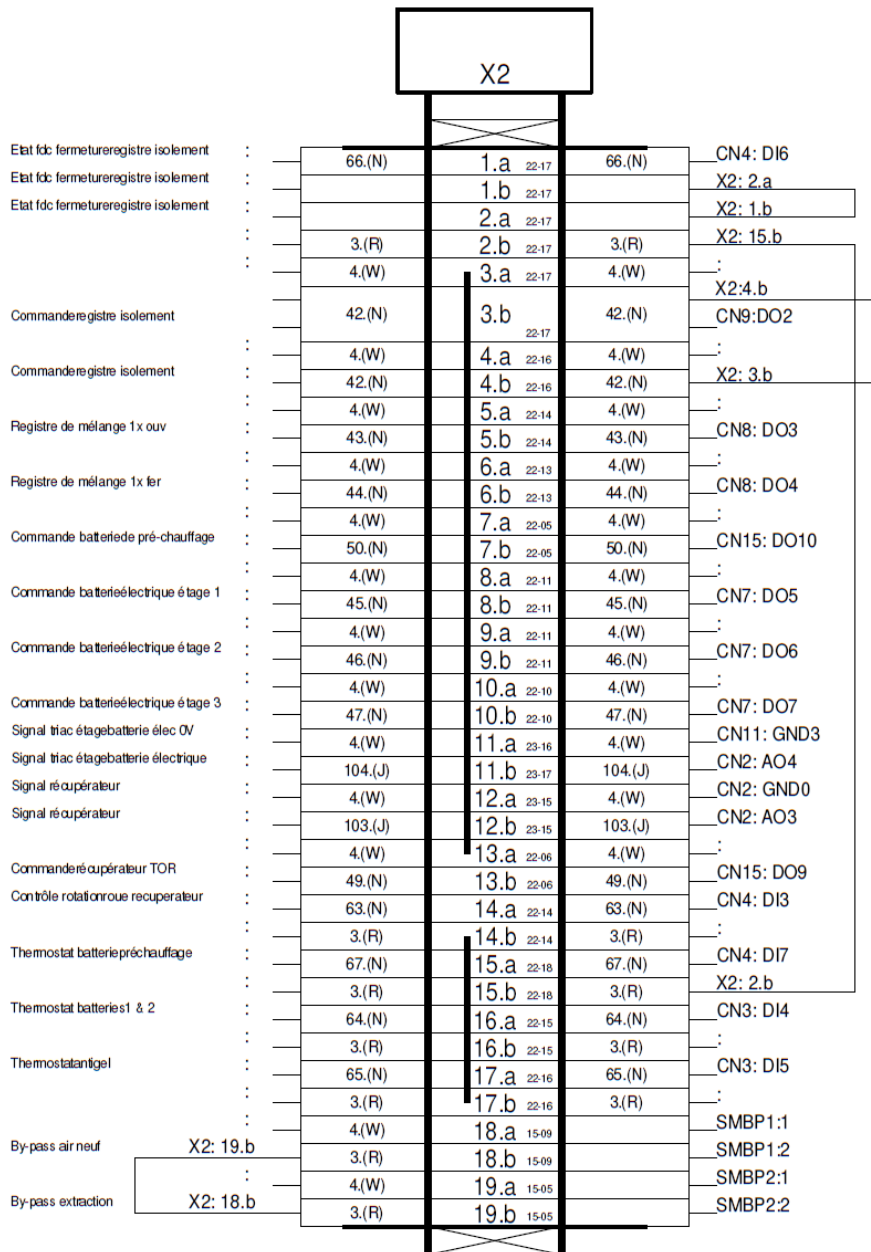 X2
Etat fdc fermetureregistre isolement : 66.(N) 1.a 22-17 66.(N) CN4: DI6
Etat fdc fermetureregistre isolement : 1.b 22-17 X2: 2.a
Etat fdc fermetureregistre isolement : 2.a 22-17 X2: 1.b
: 3.(R) 2.b 22-17 3.(R) X2: 15.b
: 4.(W) 3.a 22-17 4.(W) :
X2:4.b
Commanderegistre isolement 42.(N) 3.b 22-17 42.(N) CN9:DO2
: 4.(W) 4.a 22-16 4.(W) :
Commanderegistre isolement : 42.(N) 4.b 22-16 42.(N) X2: 3.b
: 4.(W) 5.a 22-14 4.(W) :
Registre de mélange 1x ouv : 43.(N) 5.b 22-14 43.(N) CN8: DO3
: 4.(W) 6.a 22-13 4.(W) :
Registre de mélange 1x fer : 44.(N) 6.b 22-13 44.(N) CN8: DO4
: 4.(W) 7.a 22-05 4.(W) :
Commande batteriede pré-chauffage : 50.(N) 7.b 22-05 50.(N) CN15: DO10
: 4.(W) 8.a 22-11 4.(W) :
Commande batterieélectrique étage 1 : 45.(N) 8.b 22-11 45.(N) CN7: DO5
: 4.(W) 9.a 22-11 4.(W) :
Commande batterieélectrique étage 2 : 46.(N) 9.b 22-11 46.(N) CN7: DO6
: 4.(W) 10.a 22-10 4.(W) :
Commande batterieélectrique étage 3 : 47.(N) 10.b 22-10 47.(N) CN7: DO7
Signal triac étagebatterie élec 0V : 4.(W) 11.a 23-16 4.(W) CN11: GND3
Signal triac étagebatterie électrique : 104.(J) 11.b 23-17 104.(J) CN2: AO4
Signal récupérateur : 4.(W) 12.a 23-15 4.(W) CN2: GND0
Signal récupérateur : 103.(J) 12.b 23-15 103.(J) CN2: AO3
: 4.(W) 13.a 22-06 4.(W) :
Commanderécupérateur TOR : 49.(N) 13.b 22-06 49.(N) CN15: DO9
Contrôle rotationroue recuperateur : 63.(N) 14.a 22-14 63.(N) CN4: DI3
: 3.(R) 14.b 22-14 3.(R) :
Thermostat batteriepréchauffage : 67.(N) 15.a 22-18 67.(N) CN4: DI7
: 3.(R) 15.b 22-18 3.(R) X2: 2.b
Thermostat batteries1 & 2 : 64.(N) 16.a 22-15 64.(N) CN3: DI4
: 3.(R) 16.b 22-15 3.(R) :
Thermostatantigel : 65.(N) 17.a 22-16 65.(N) CN3: DI5
: 3.(R) 17.b 22-16 3.(R) :
: 4.(W) 18.a 15-09 SMBP1:1
By-pass air neuf X2: 19.b 3.(R) 18.b 15-09 SMBP1:2
: 4.(W) 19.a 15-05 SMBP2:1
By-pass extraction X2: 18.b 3.(R) 19.b 15-05 SMBP2:2